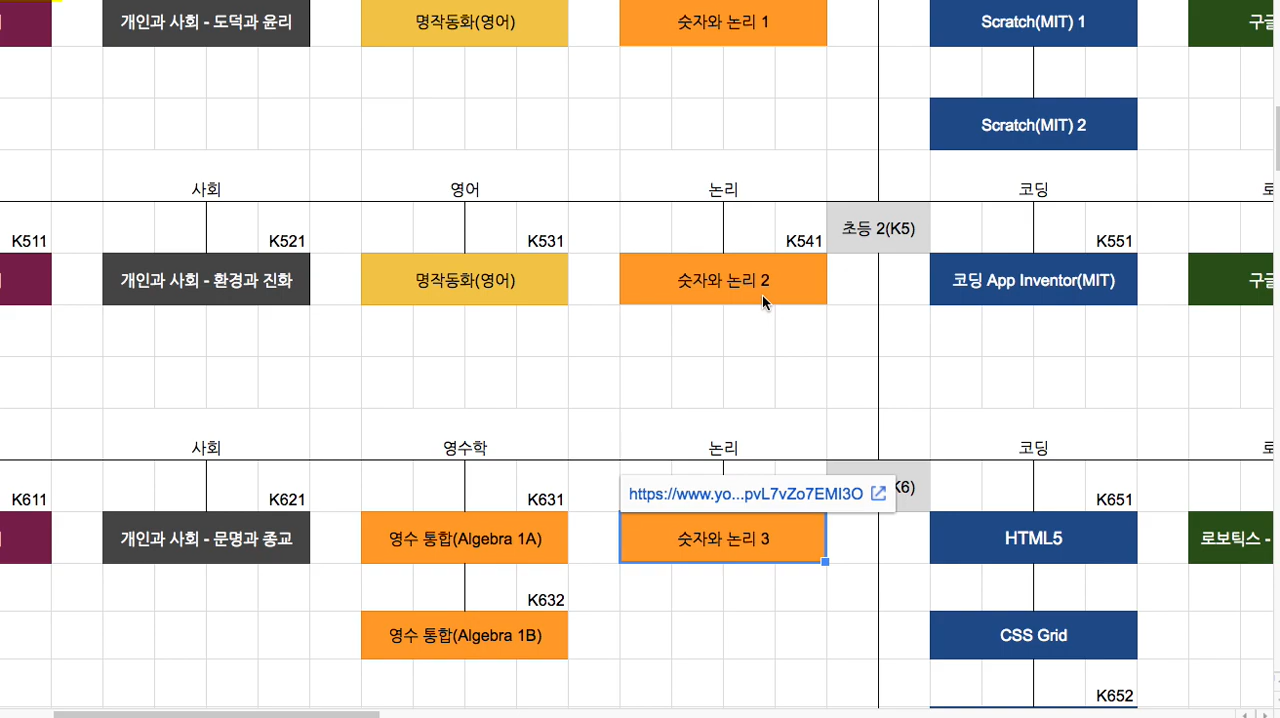 개인과 사회 - 도덕과 윤리
명작동화(영어)
숫자와 논리 1
Scratch(MIT) 1
구글
Scratch(MIT) 2
사회
영어
논리
코딩
K511
K521
K531
K541
초등 2(K5)
K551
개인과 사회 - 환경과 진화
명작동화(영어)
숫자와 논리 2
코딩 App Inventor(MIT)
구글
사회
영수학
논리
코딩
K611
K621
K631
https://www.yo...pvL7vZo7EMI3O
K6)
K651
개인과 사회 - 문명과 종교
영수 통합(Algebra 1A)
숫자와 논리 3
HTML5
로보틱스 -
K632
영수 통합(Algebra 1B)
CSS Grid
K652